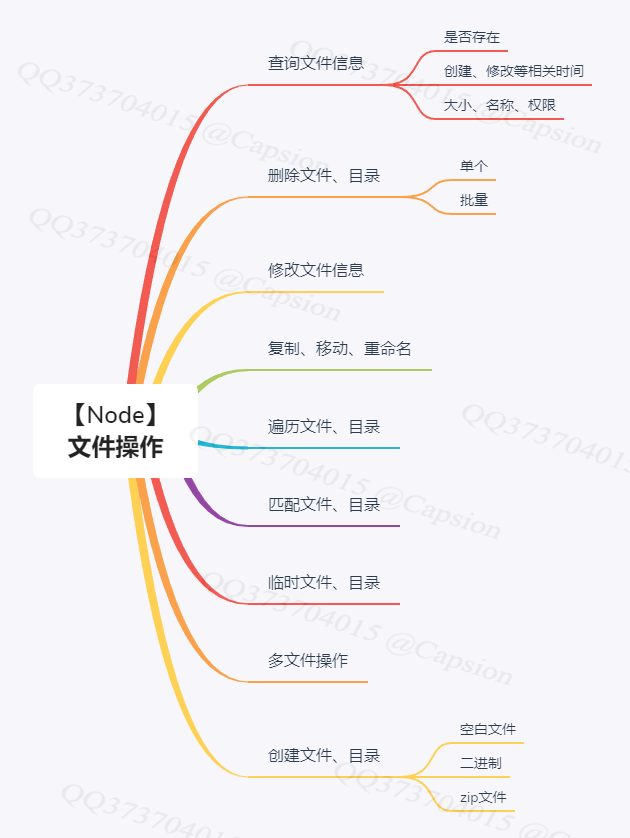 【Node】
文件操作
查询文件信息
是否存在
创建、修改等相关时间
大小、名称、权限
删除文件、目录
单个
批量
修改文件信息
复制、移动、重命名
遍历文件、目录
匹配文件、目录
临时文件、目录
多文件操作
创建文件、目录
空白文件
二进制
zip文件
QQ373704015 @Capsion
QQ373704015 @Capsion
QQ373704015 @Capsion
QQ373704015 @Capsion
QQ373704015
QQ373704015 @Capsion
QQ373704015 @Caps
QQ373704015